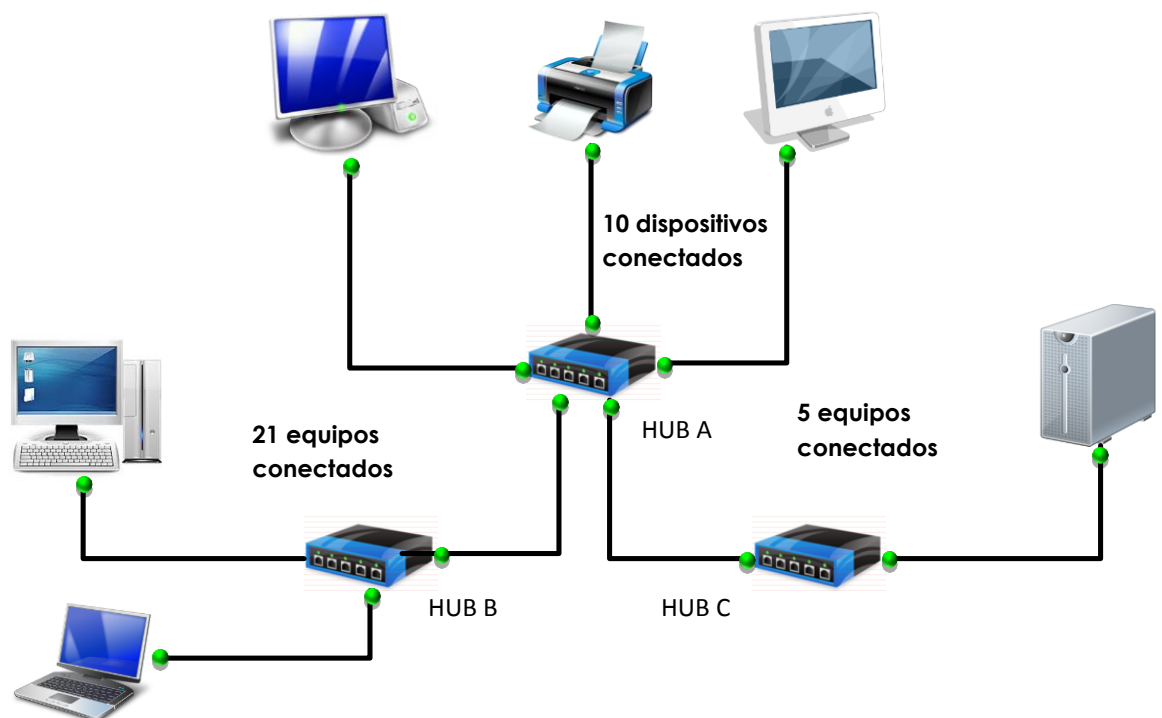 10 dispositivos
conectados
HUB A
5 equipos
conectados
21 equipos
conectados
HUB B
HUB C